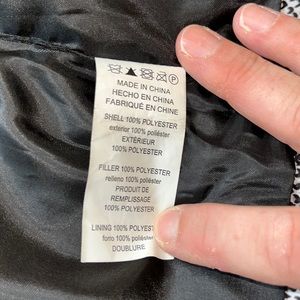 MADE IN CHINA
HECHO EN CHINA
FABRIQUÉ EN CHINE
SHELL 100% POLYESTER
exterior 100% poliéster
EXTÉRIEUR
100% POLYESTER
FILLER 100% POLYESTER
relleno 100% poliéster
PRODUIT DE
REMPLISSAGE
100% POLYESTER
LINING 100% POLYEST
forro 100% poliéster
DOUBLURE